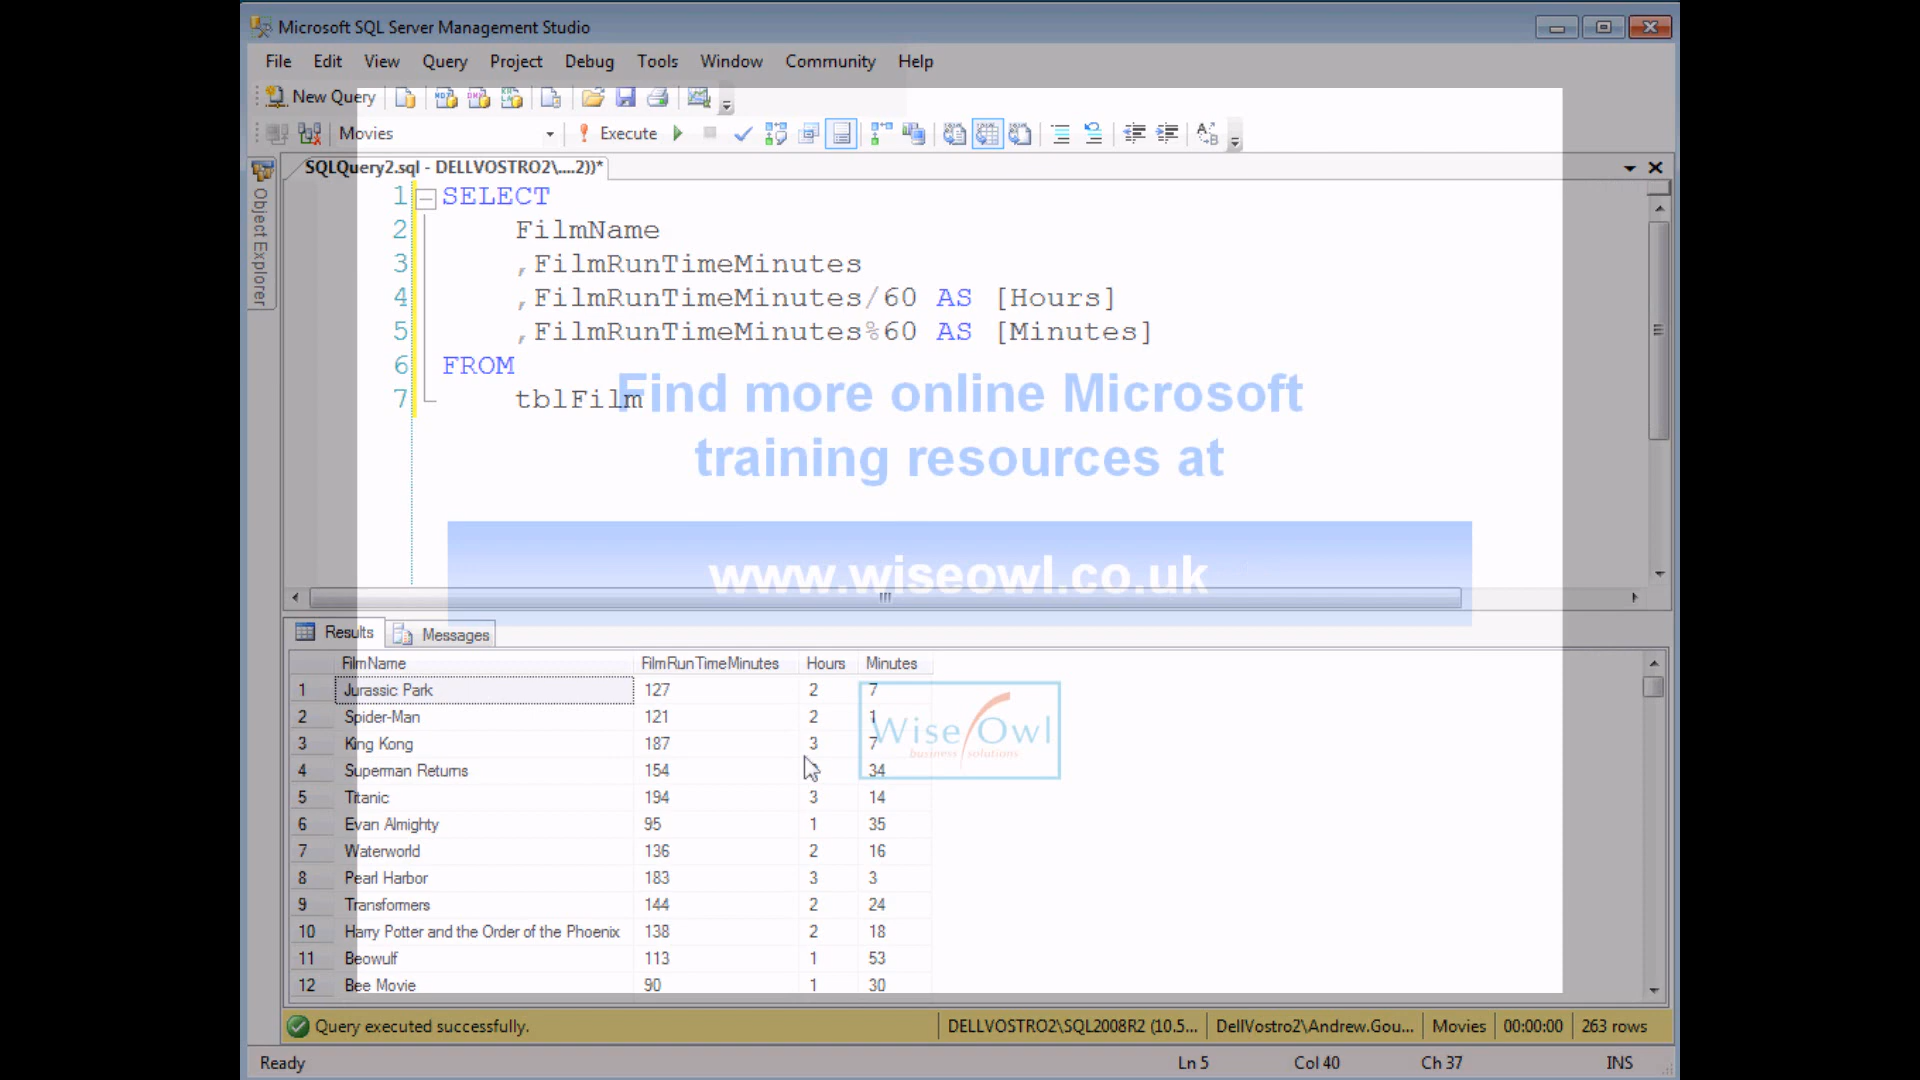 Microsoft SQL Server Management Studio
File Edit View Query Project Debug Tools Window Community Help
New Query
Movies Execute
SQLQuery2.sql - DELLVOSTRO2\....2))*
Object Explorer
1 SELECT
2 FilmName
3 ,FilmRunTimeMinutes
4 ,FilmRunTimeMinutes/60 AS [Hours]
5 ,FilmRunTimeMinutes%60 AS [Minutes]
6 FROM
7 tblFilm
Find more online Microsoft
training resources at
www.wiseowl.co.uk
Results Messages
FilmName FilmRunTimeMinutes Hours Minutes
1 Jurassic Park 127 2 7
2 Spider-Man 121 2 1
3 King Kong 187 3 7
4 Superman Returns 154 34
5 Titanic 194 3 14
6 Evan Almighty 95 1 35
7 Waterworld 136 2 16
8 Pearl Harbor 183 3 3
9 Transformers 144 2 24
10 Harry Potter and the Order of the Phoenix 138 2 18
11 Beowulf 113 1 53
12 Bee Movie 90 1 30
Wise Owl
business solutions
Query executed successfully. DELLVOSTRO2\SQL2008R2 (10.5... DellVostro2\Andrew.Gou... Movies 00:00:00 263 rows
Ready Ln 5 Col 40 Ch 37 INS